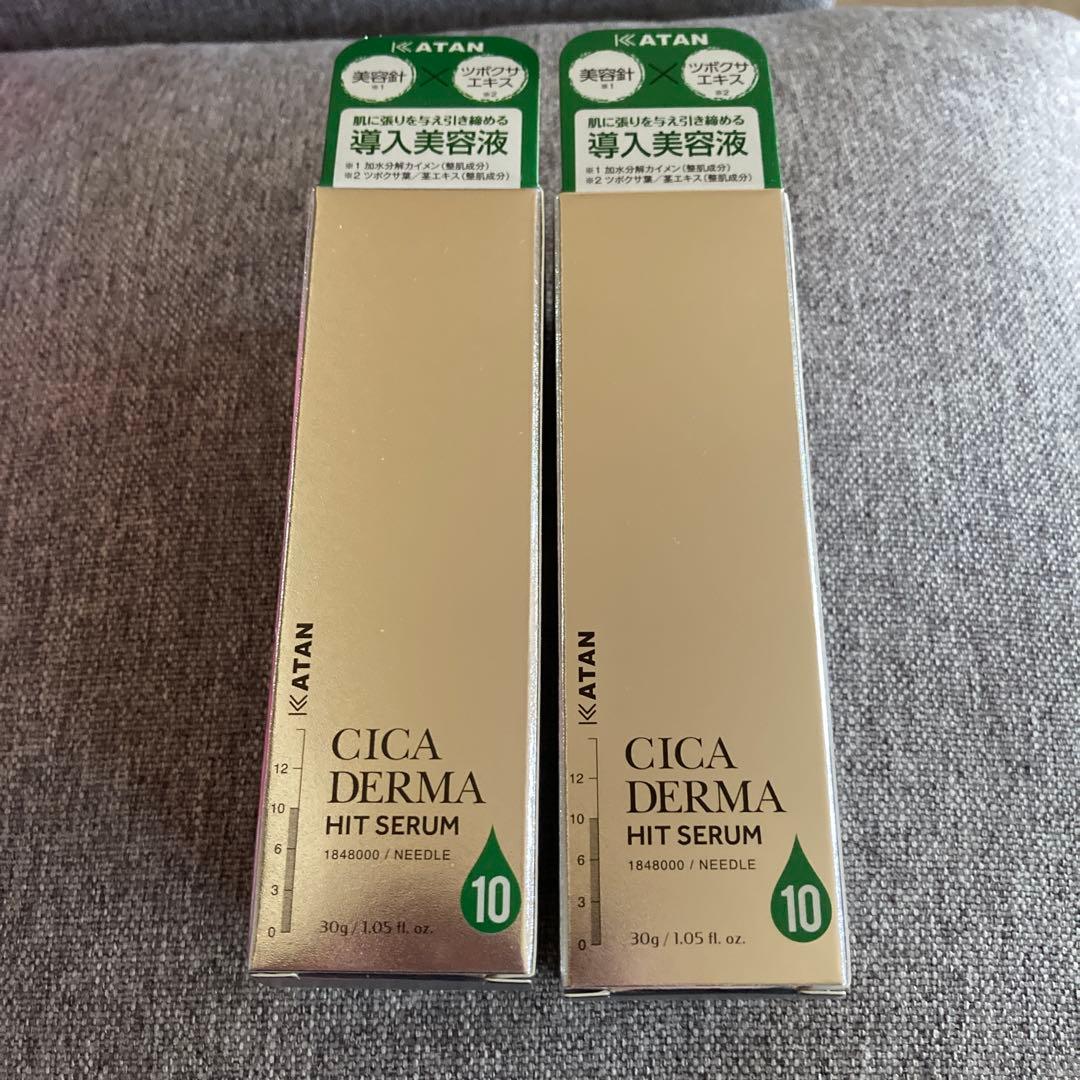 KATAN
美容針
※1
×
ツボクサ
エキス
※2
肌に張りを与え引き締める
導入美容液
※1 加水分解カイメン(整肌成分)
※2 ツボクサ葉/茎エキス(整肌成分)
KATAN
12
10
6
3
0
CICA
DERMA
HIT SERUM
1848000 / NEEDLE
10
30g / 1.05 fl. oz.
KATAN
美容針
※1
×
ツボクサ
エキス
※2
肌に張りを与え引き締める
導入美容液
※1 加水分解カイメン(整肌成分)
※2 ツボクサ葉/茎エキス(整肌成分)
KATAN
12
10
6
3
0
CICA
DERMA
HIT SERUM
1848000 / NEEDLE
10
30g / 1.05 fl. oz.